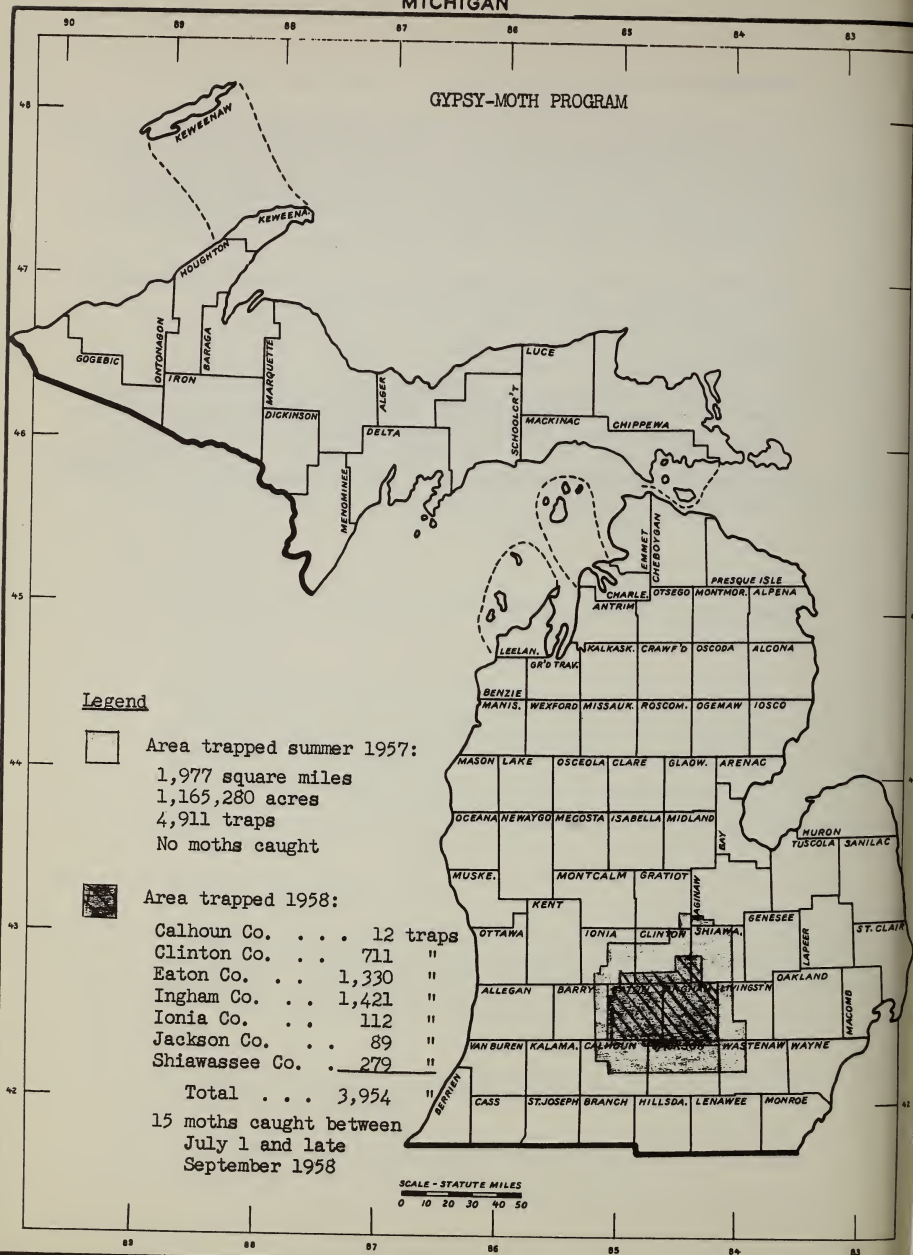 MICHIGAN
90 89 88 87 86 85 84 83
GYPSY-MOTH PROGRAM
48
KEWEENAW
KEWEENA.
HOUGHTON
47
ONTONAGON
BARAGA
MARQUETTE
GOGEBIC
IRON
ALGER
LUCE
DICKINSON
SCHOOLCR'T
MACKINAC
CHIPPEWA
46
DELTA
MENOMINEE
EMMET
CHEBOYGAN
PRESQUE ISLE
45
CHARLE. OTSEGO MONTMOR. ALPENA
ANTRIM
LEELAN.
KALKASK. CRAWF'D OSCODA ALCONA
GR'D TRAV.
BENZIE
MANIS. WEXFORD MISSAUK. ROSCOM. OGEMAW IOSCO
44
MASON LAKE OSCEOLA CLARE GLADW. ARENAC
OCEANA NEWAYGO MECOSTA ISABELLA MIDLAND
BAY
HURON
TUSCOLA SANILAC
MUSKE. MONTCALM GRATIOT
SAGINAW
KENT
GENESEE
43
OTTAWA IONIA CLINTON SHIAWA.
LAPEER
ST. CLAIR
ALLEGAN BARRY EATON INGHAM LIVINGST'N
OAKLAND
MACOMB
VAN BUREN KALAMA. CALHOUN JACKSON WASTENAW WAYNE
42
BERRIEN
CASS ST.JOSEPH BRANCH HILLSDA. LENAWEE MONROE
42
Legend
Area trapped summer 1957:
1,977 square miles
1,165,280 acres
4,911 traps
No moths caught
Area trapped 1958:
Calhoun Co. . . . 12 traps
Clinton Co. . . 711 "
Eaton Co. . . 1,330 "
Ingham Co. . . 1,421 "
Ionia Co. . . 112 "
Jackson Co. . . 89 "
Shiawassee Co. . 279 "
Total . . . 3,954 "
15 moths caught between
July 1 and late
September 1958
SCALE - STATUTE MILES
0 10 20 30 40 50
89 88 87 86 85 84 83